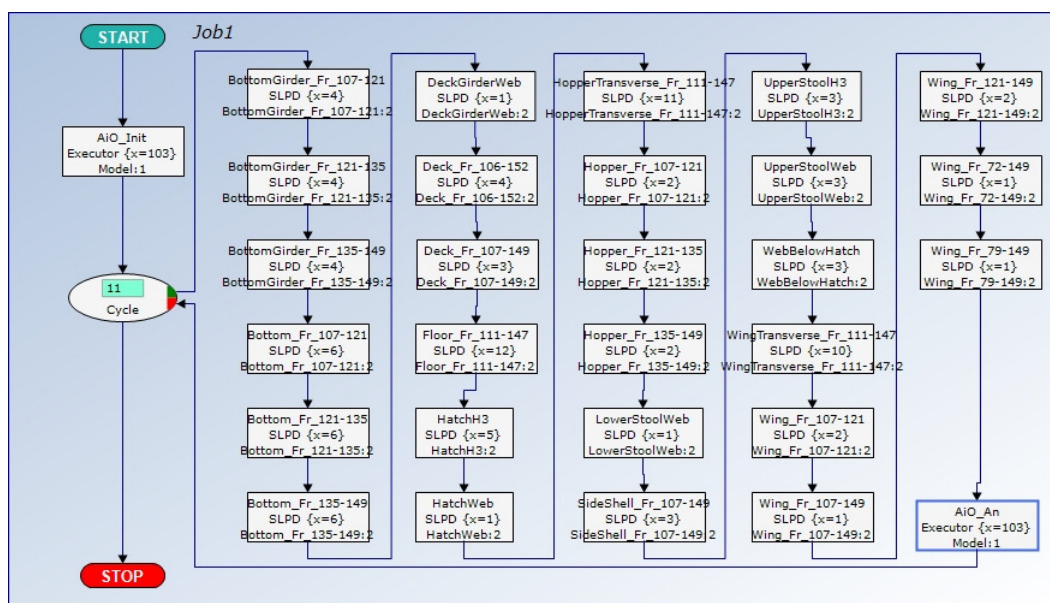 START
Job1
AiO_Init
Executor {x=103}
Model:1
11
Cycle
STOP
BottomGirder_Fr_107-121
SLPD {x=4}
BottomGirder_Fr_107-121:2
BottomGirder_Fr_121-135
SLPD {x=4}
BottomGirder_Fr_121-135:2
BottomGirder_Fr_135-149
SLPD {x=4}
BottomGirder_Fr_135-149:2
Bottom_Fr_107-121
SLPD {x=6}
Bottom_Fr_107-121:2
Bottom_Fr_121-135
SLPD {x=6}
Bottom_Fr_121-135:2
Bottom_Fr_135-149
SLPD {x=6}
Bottom_Fr_135-149:2
DeckGirderWeb
SLPD {x=1}
DeckGirderWeb:2
Deck_Fr_106-152
SLPD {x=4}
Deck_Fr_106-152:2
Deck_Fr_107-149
SLPD {x=3}
Deck_Fr_107-149:2
Floor_Fr_111-147
SLPD {x=12}
Floor_Fr_111-147:2
HatchH3
SLPD {x=5}
HatchH3:2
HatchWeb
SLPD {x=1}
HatchWeb:2
HopperTransverse_Fr_111-147
SLPD {x=11}
HopperTransverse_Fr_111-147:2
Hopper_Fr_107-121
SLPD {x=2}
Hopper_Fr_107-121:2
Hopper_Fr_121-135
SLPD {x=2}
Hopper_Fr_121-135:2
Hopper_Fr_135-149
SLPD {x=2}
Hopper_Fr_135-149:2
LowerStoolWeb
SLPD {x=1}
LowerStoolWeb:2
SideShell_Fr_107-149
SLPD {x=3}
SideShell_Fr_107-149:2
UpperStoolH3
SLPD {x=3}
UpperStoolH3:2
UpperStoolWeb
SLPD {x=3}
UpperStoolWeb:2
WebBelowHatch
SLPD {x=3}
WebBelowHatch:2
WingTransverse_Fr_111-147
SLPD {x=10}
WingTransverse_Fr_111-147:2
Wing_Fr_107-121
SLPD {x=2}
Wing_Fr_107-121:2
Wing_Fr_107-149
SLPD {x=1}
Wing_Fr_107-149:2
Wing_Fr_121-149
SLPD {x=2}
Wing_Fr_121-149:2
Wing_Fr_72-149
SLPD {x=1}
Wing_Fr_72-149:2
Wing_Fr_79-149
SLPD {x=1}
Wing_Fr_79-149:2
AiO_An
Executor {x=103}
Model:1